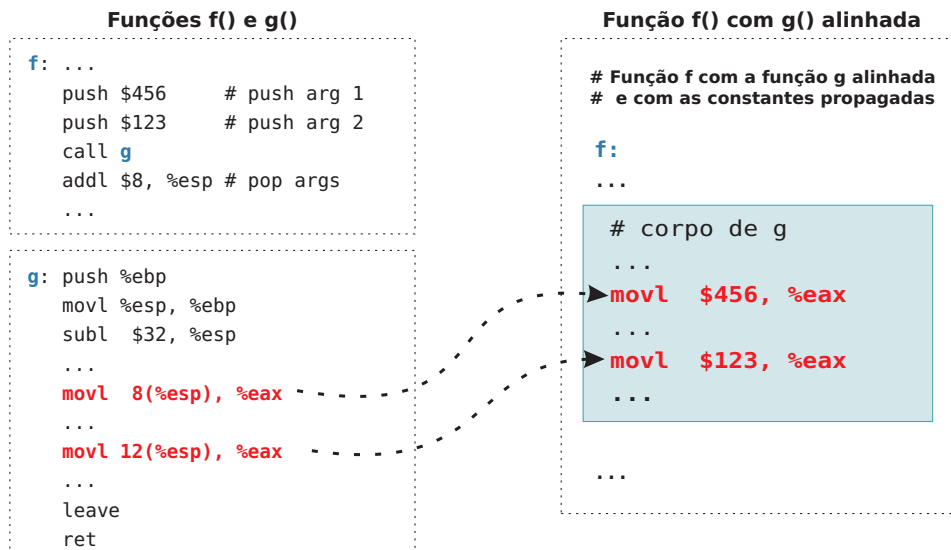 Funções f() e g()
f: ...
push $456 # push arg 1
push $123 # push arg 2
call g
addl $8, %esp # pop args
...
g: push %ebp
movl %esp, %ebp
subl $32, %esp
...
movl 8(%esp), %eax
...
movl 12(%esp), %eax
...
leave
ret
Função f() com g() alinhada
# Função f com a função g alinhada
# e com as constantes propagadas
f:
...
# corpo de g
...
movl $456, %eax
...
movl $123, %eax
...
...